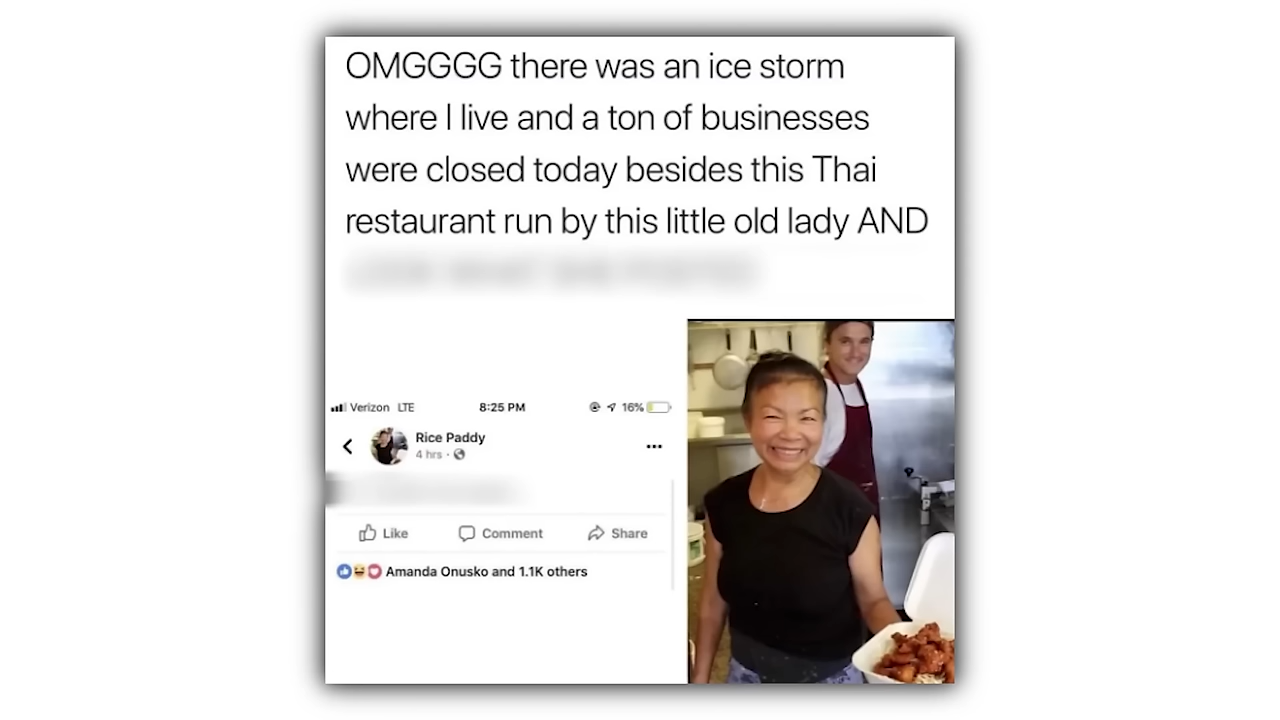 OMGGGG there was an ice storm
where I live and a ton of businesses
were closed today besides this Thai
restaurant run by this little old lady AND
Verizon LTE 8:25 PM 16%
Rice Paddy
4 hrs ·
Like Comment Share
Amanda Onusko and 1.1K others